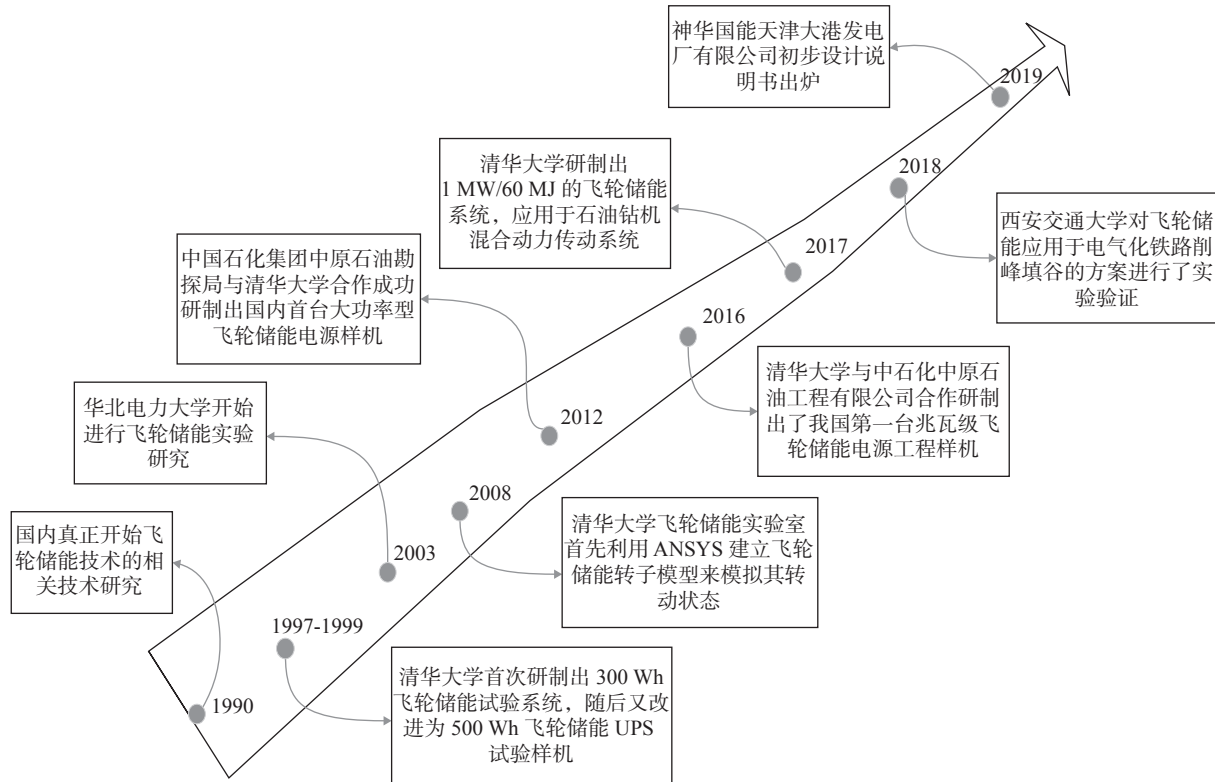 神华国能天津大港发电
厂有限公司初步设计说
明书出炉
2019
清华大学研制出
1 MW/60 MJ 的飞轮储能
系统，应用于石油钻机
混合动力传动系统
2018
西安交通大学对飞轮储
能应用于电气化铁路削
峰填谷的方案进行了实
验验证
2017
中国石化集团中原石油勘
探局与清华大学合作成功
研制出国内首台大功率型
飞轮储能电源样机
2016
清华大学与中石化中原石
油工程有限公司合作研制
出了我国第一台兆瓦级飞
轮储能电源工程样机
华北电力大学开始
进行飞轮储能实验
研究
2012
2008
清华大学飞轮储能实验室
首先利用 ANSYS 建立飞轮
储能转子模型来模拟其转
动状态
国内真正开始飞
轮储能技术的相
关技术研究
2003
1997-1999
清华大学首次研制出 300 Wh
飞轮储能试验系统，随后又改
进为 500 Wh 飞轮储能 UPS
试验样机
1990